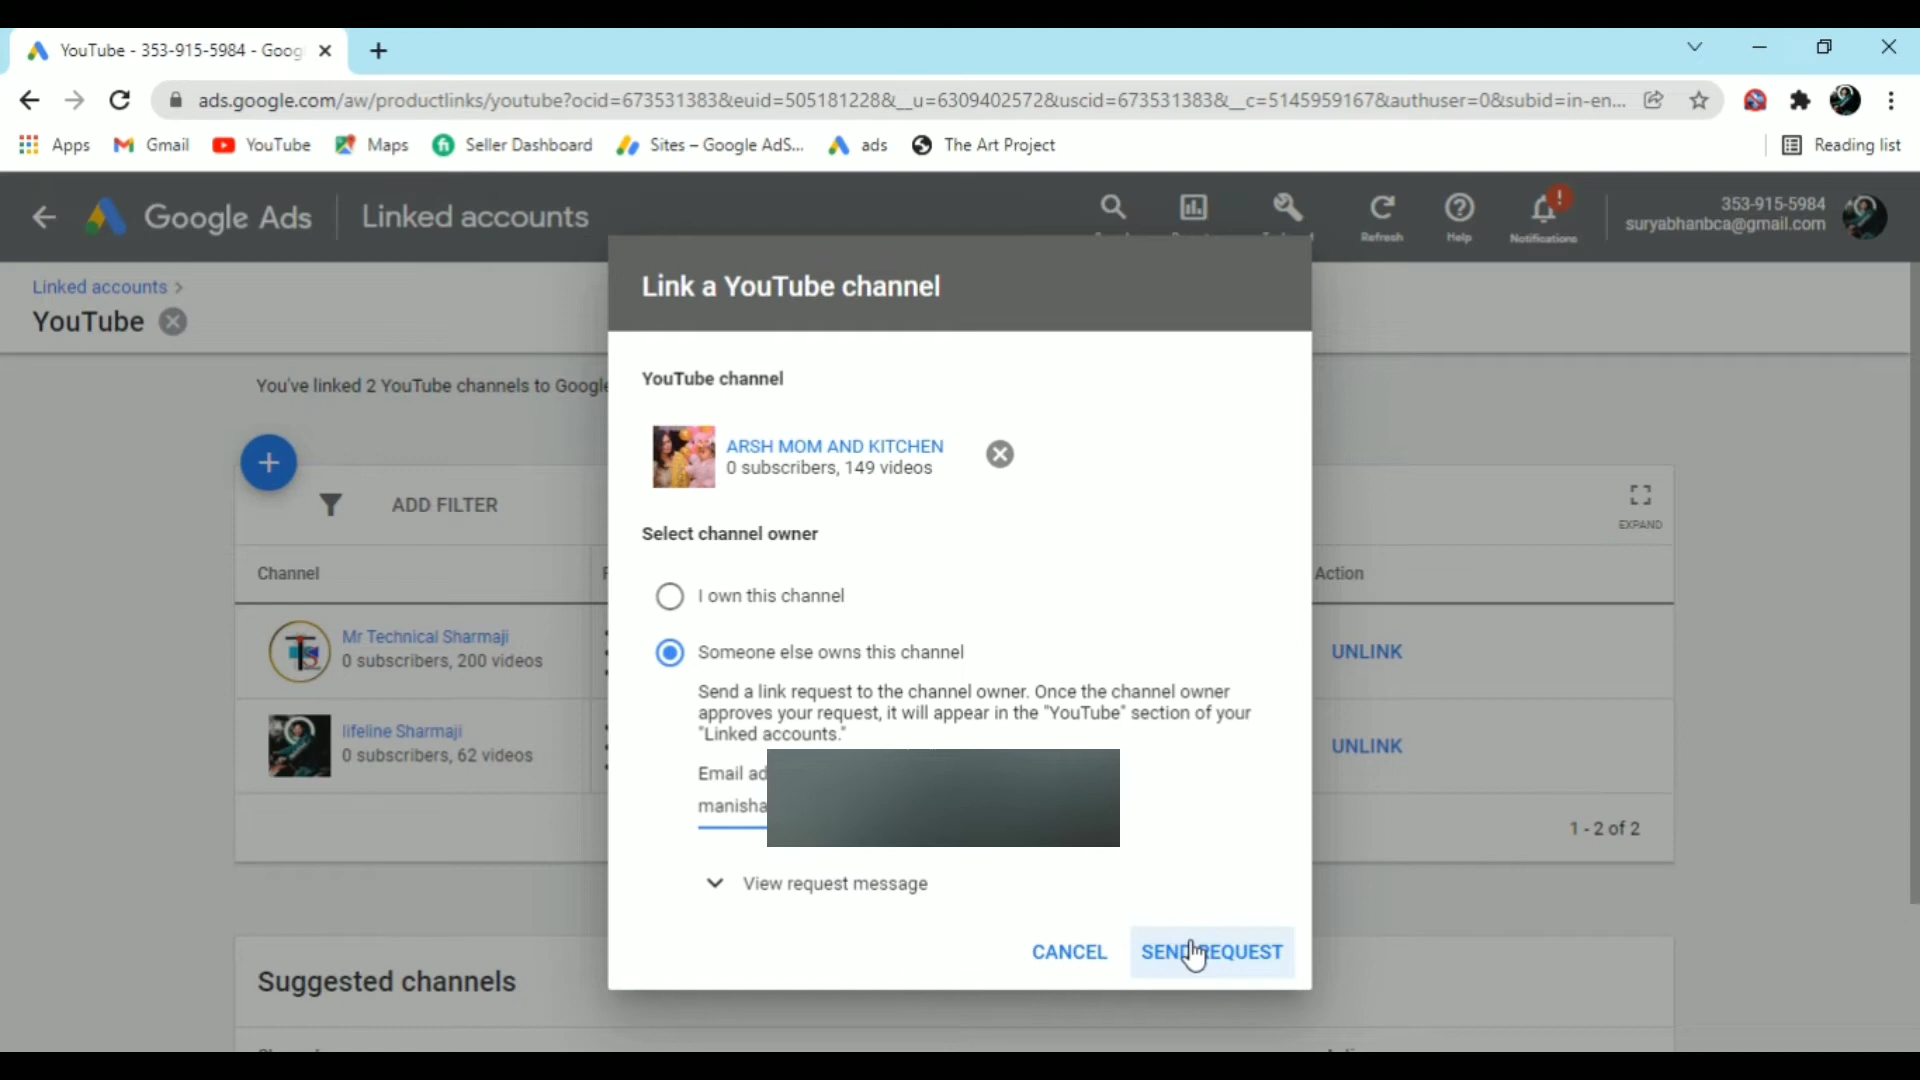 YouTube - 353-915-5984 - Goog
ads.google.com/aw/productlinks/youtube?ocid=673531383&euid=505181228&__u=6309402572&uscid=673531383&__c=5145959167&authuser=0&subid=in-en...
Apps Gmail YouTube Maps Seller Dashboard Sites – Google AdS... ads The Art Project Reading list
Google Ads Linked accounts
Refresh Help Notifications
353-915-5984
suryabhanbca@gmail.com
Linked accounts >
YouTube
You've linked 2 YouTube channels to Google
ADD FILTER
EXPAND
Channel Action
Mr Technical Sharmaji
0 subscribers, 200 videos
UNLINK
lifeline Sharmaji
0 subscribers, 62 videos
UNLINK
1 - 2 of 2
Suggested channels
Link a YouTube channel
YouTube channel
ARSH MOM AND KITCHEN
0 subscribers, 149 videos
Select channel owner
I own this channel
Someone else owns this channel
Send a link request to the channel owner. Once the channel owner
approves your request, it will appear in the "YouTube" section of your
"Linked accounts."
Email ad
manisha
View request message
CANCEL SEND REQUEST